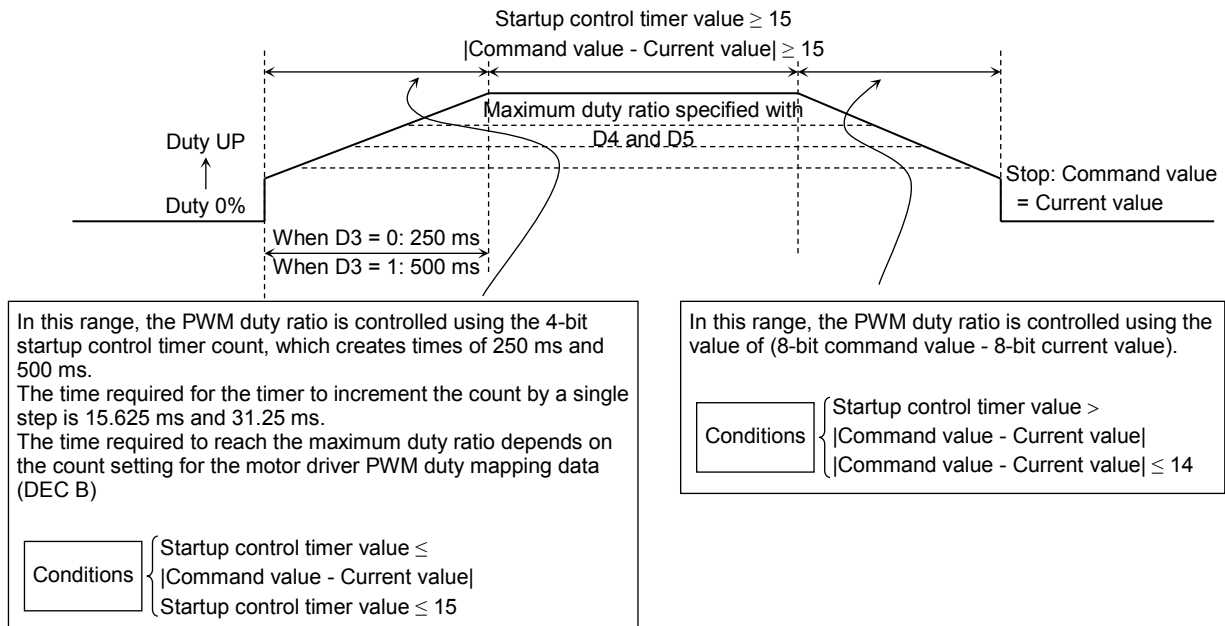 Startup control timer value ≥ 15
|Command value - Current value| ≥ 15
Maximum duty ratio specified with
D4 and D5
Duty UP
Duty 0%
Stop: Command value
= Current value
When D3 = 0: 250 ms
When D3 = 1: 500 ms
In this range, the PWM duty ratio is controlled using the 4-bit
startup control timer count, which creates times of 250 ms and
500 ms.
The time required for the timer to increment the count by a single
step is 15.625 ms and 31.25 ms.
The time required to reach the maximum duty ratio depends on
the count setting for the motor driver PWM duty mapping data
(DEC B)
Conditions
Startup control timer value ≤
|Command value - Current value|
Startup control timer value ≤ 15
In this range, the PWM duty ratio is controlled using the
value of (8-bit command value - 8-bit current value).
Conditions
Startup control timer value >
|Command value - Current value|
|Command value - Current value| ≤ 14